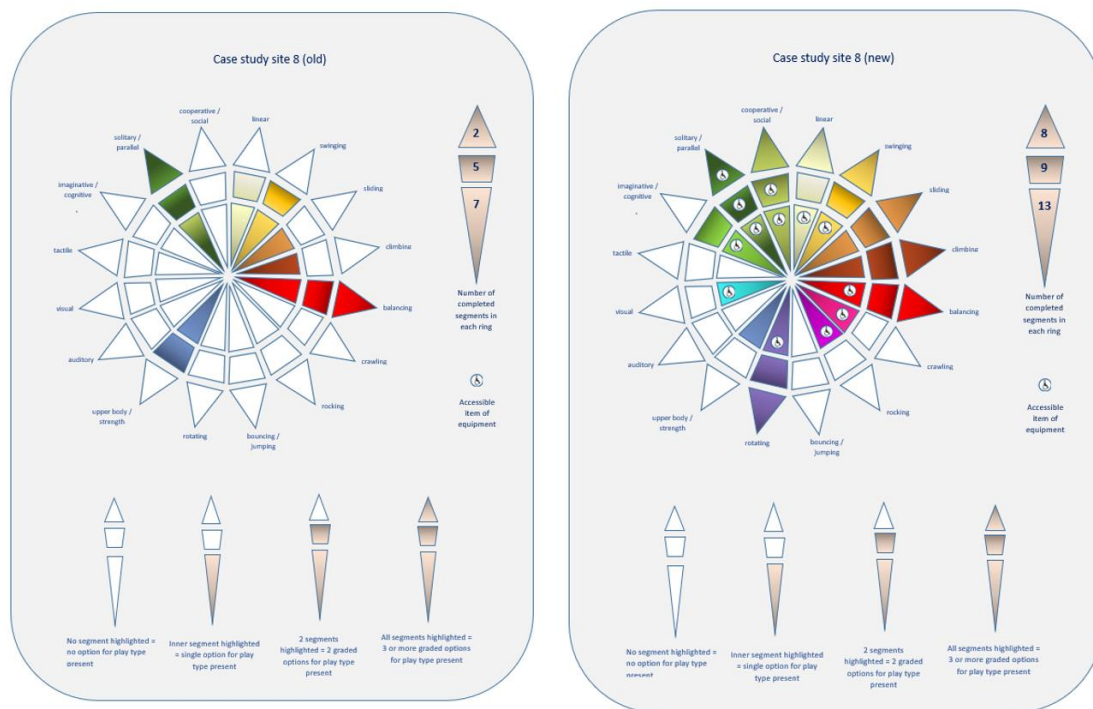 Case study site 8 (old)
cooperative /
social
linear
solitary /
parallel
swinging
imaginative /
cognitive
sliding
tactile
climbine
visual
balancing
auditory
crawling
upper body /
strength
rocking
rotating
bouncing /
jumping
2
5
7
Number of
completed
segments in
each ring
Accessible
item of
equipment
No segment highlighted =
no option for play type
present
Inner segment highlighted
= single option for play
type present
2 segments
highlighted = 2 graded
options for play type
present
All segments highlighted =
3 or more graded options
for play type present
Case study site 8 (new)
cooperative /
social
linear
solitary /
parallel
swinging
imaginative /
cognitive
sliding
tactile
climbine
visual
balancing
auditory
crawling
upper body /
strength
rocking
rotating
bouncing /
jumping
8
9
13
Number of
completed
segments in
each ring
Accessible
item of
equipment
No segment highlighted =
no option for play type
present
Inner segment highlighted
= single option for play
type present
2 segments
highlighted = 2 graded
options for play type
present
All segments highlighted =
3 or more graded options
for play type present